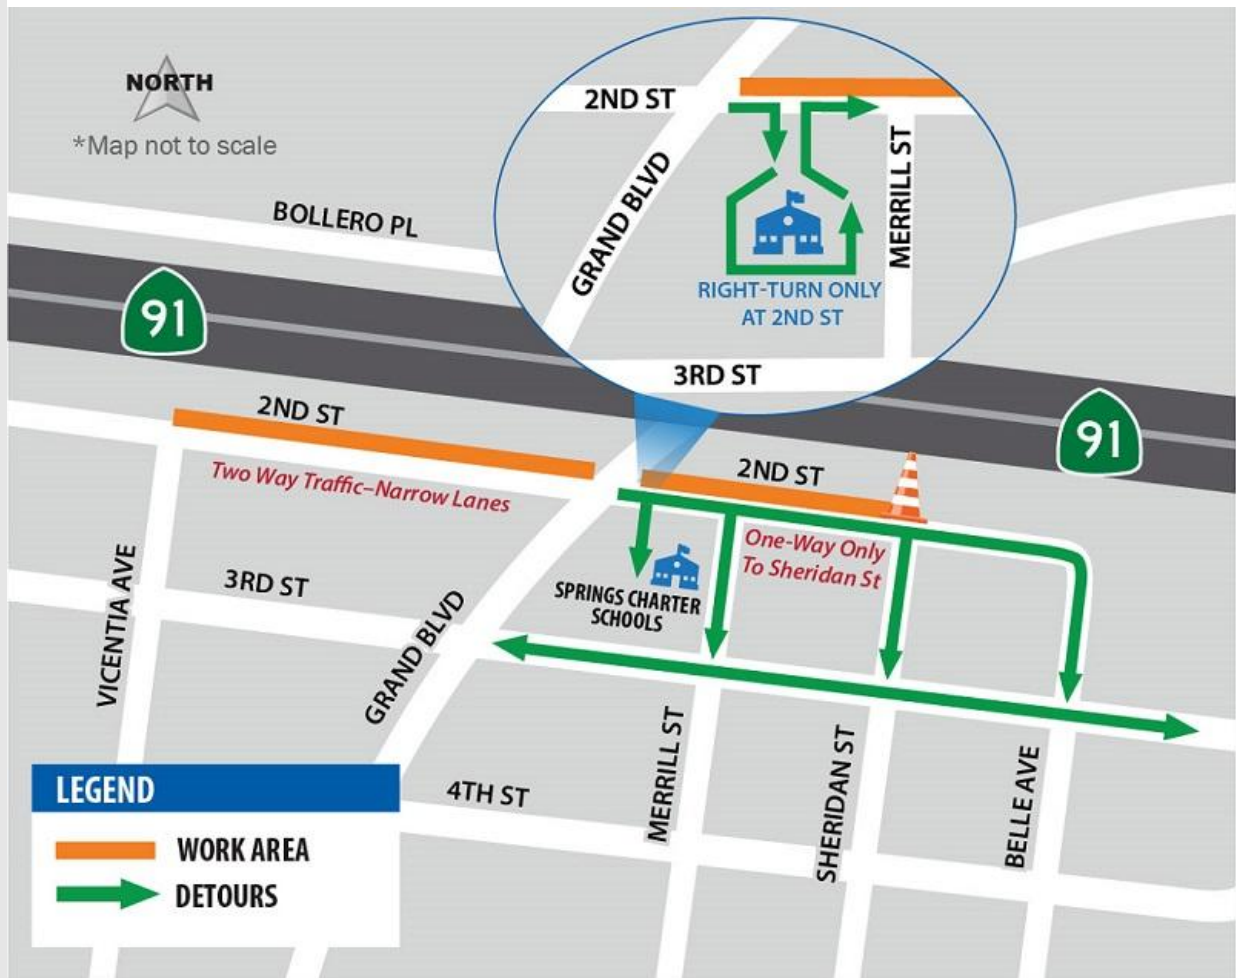 NORTH
*Map not to scale
2ND ST
GRAND BLVD
MERRILL ST
RIGHT-TURN ONLY
AT 2ND ST
3RD ST
BOLLERO PL
91
2ND ST
Two Way Traffic–Narrow Lanes
2ND ST
91
One-Way Only
To Sheridan St
SPRINGS CHARTER
SCHOOLS
VICENTIA AVE
3RD ST
GRAND BLVD
MERRILL ST
SHERIDAN ST
BELLE AVE
4TH ST
LEGEND
WORK AREA
DETOURS